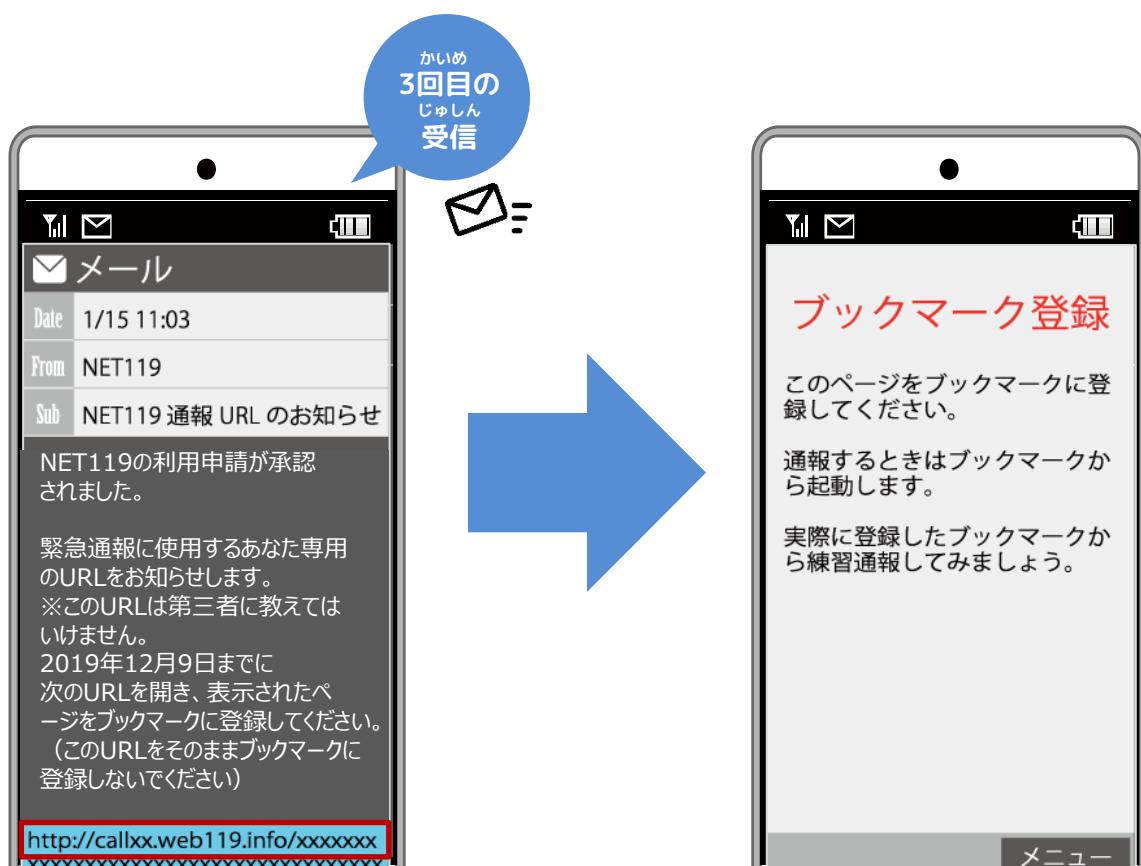 かいめ
3回目の
じゅしん
受信
メール
Date 1/15 11:03
From NET119
Sub NET119 通報 URL のお知らせ
NET119の利用申請が承認
されました。
緊急通報に使用するあなた専用
のURLをお知らせします。
※このURLは第三者に教えては
いけません。
2019年12月9日までに
次のURLを開き、表示されたペ
ージをブックマークに登録してください。
（このURLをそのままブックマークに
登録しないでください）
http://callxx.web119.info/xxxxxxx
ブックマーク登録
このページをブックマークに登
録してください。
通報するときはブックマークか
ら起動します。
実際に登録したブックマークか
ら練習通報してみましょう。
メニュー